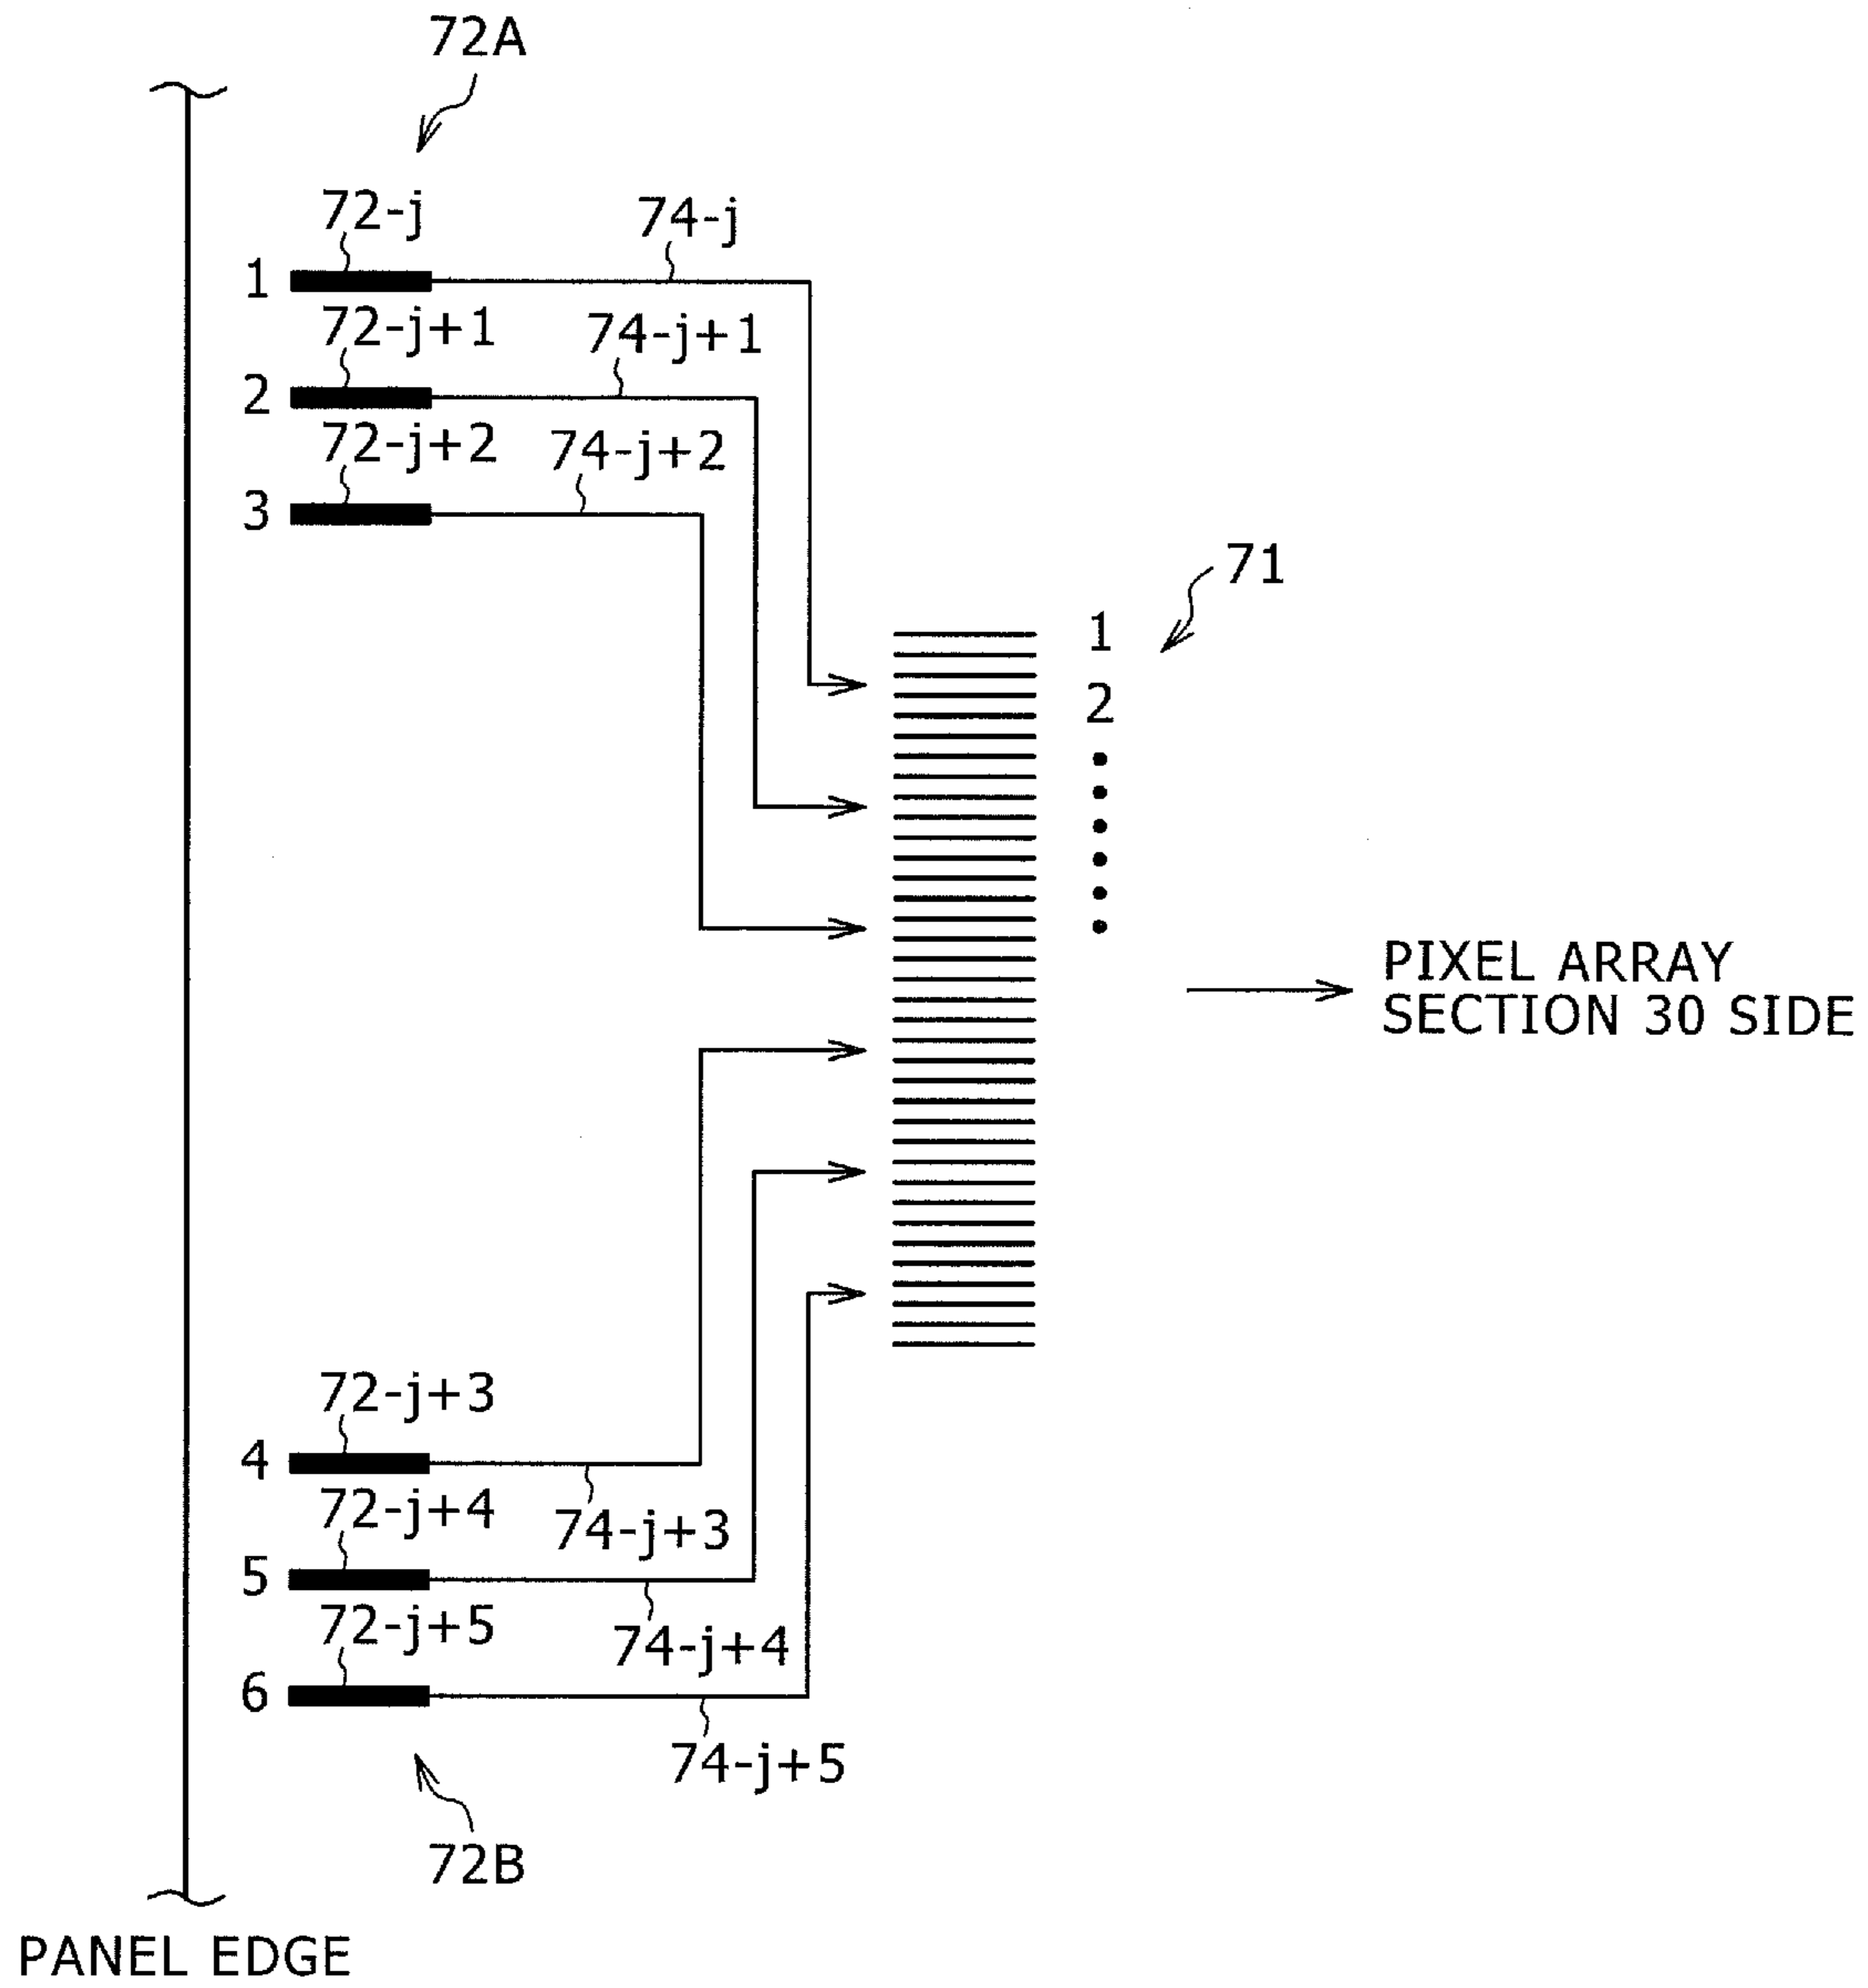 72A
72-j
74-j
1
72-j+1
74-j+1
2
72-j+2
74-j+2
3
71
1
2
PIXEL ARRAY
SECTION 30 SIDE
72-j+3
4
74-j+3
72-j+4
5
74-j+4
72-j+5
6
74-j+5
72B
PANEL EDGE